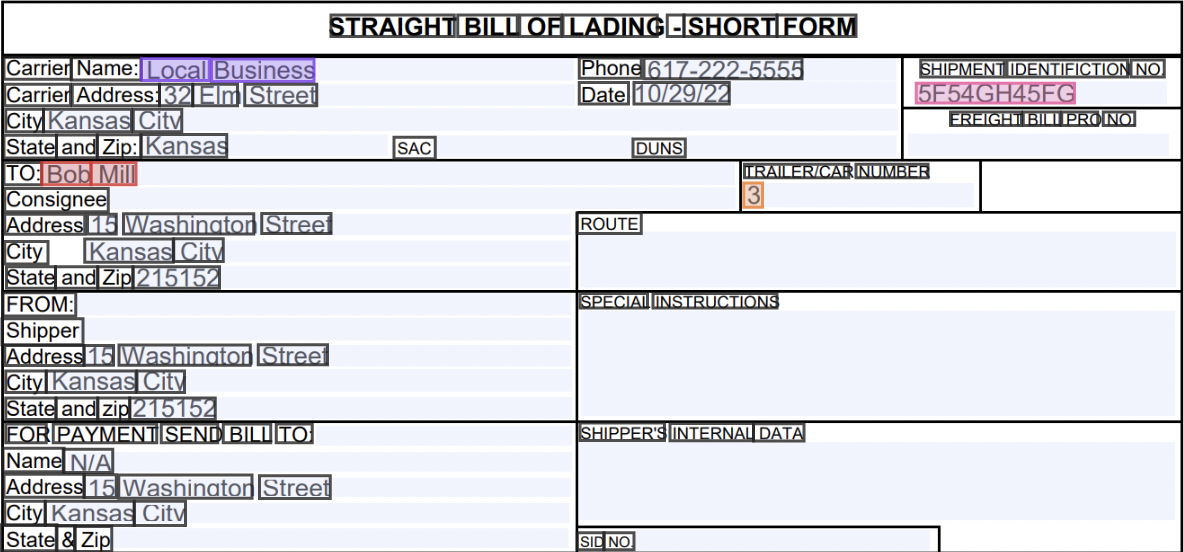 STRAIGHT BILL OF LADING - SHORT FORM
Carrier Name: Local Business Phone 617-222-5555 SHIPMENT IDENTIFICTION NO.
Carrier Address: 32 Elm Street Date 10/29/22 5F54GH45FG
City Kansas City FREIGHT BILL PRO NO.
State and Zip: Kansas SAC DUNS
TO: Bob Mill TRAILER/CAR NUMBER
Consignee 3
Address 15 Washington Street ROUTE
City Kansas City
State and Zip 215152
FROM: SPECIAL INSTRUCTIONS
Shipper
Address 15 Washington Street
City Kansas City
State and zip 215152
FOR PAYMENT SEND BILL TO: SHIPPER'S INTERNAL DATA
Name N/A
Address 15 Washington Street
City Kansas City
State & Zip SID NO.